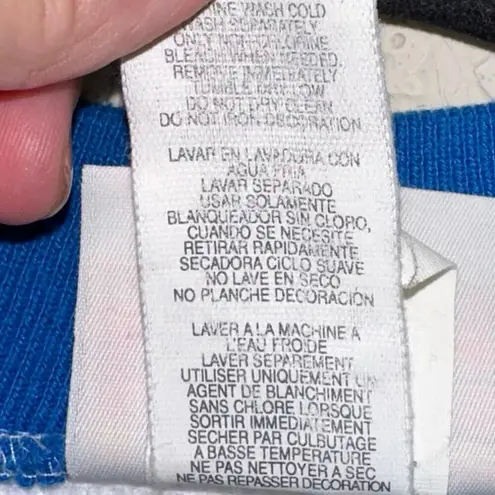 WASH COLD
WASH SEPARATELY
ONLY NON-CHLORINE
BLEACH WHEN NEEDED.
REMOVE IMMEDIATELY
TUMBLE DRY LOW
DO NOT DRY CLEAN
DO NOT IRON DECORATION
LAVAR EN LAVADORA CON
AGUA FRIA
LAVAR SEPARADO
USAR SOLAMENTE
BLANQUEADOR SIN CLORO,
CUANDO SE NECESITE
RETIRAR RAPIDAMENTE
SECADORA CICLO SUAVE
NO LAVE EN SECO
NO PLANCHE DECORACIÓN
LAVER A LA MACHINE A
L'EAU FROIDE
LAVER SEPAREMENT
UTILISER UNIQUEMENT UN
AGENT DE BLANCHIMENT
SANS CHLORE LORSQUE
SORTIR IMMEDIATEMENT
SECHER PAR CULBUTAGE
A BASSE TEMPERATURE
NE PAS NETTOYER A SEC
NE PAS REPASSER DECORATION